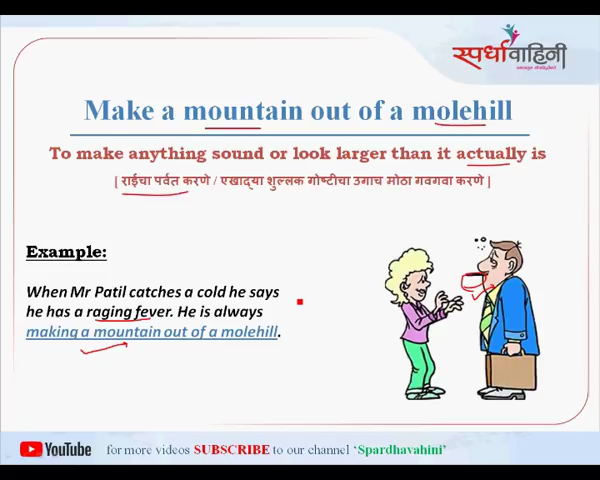 स्पर्धावाहिनी
Make a mountain out of a molehill
To make anything sound or look larger than it actually is
[ राईचा पर्वत करणे / एखाद्या शुल्लक गोष्टीचा उगाच मोठा गवगवा करणे ]
Example:
When Mr Patil catches a cold he says
he has a raging fever. He is always
making a mountain out of a molehill.
YouTube for more videos SUBSCRIBE to our channel ‘Spardhavahini’